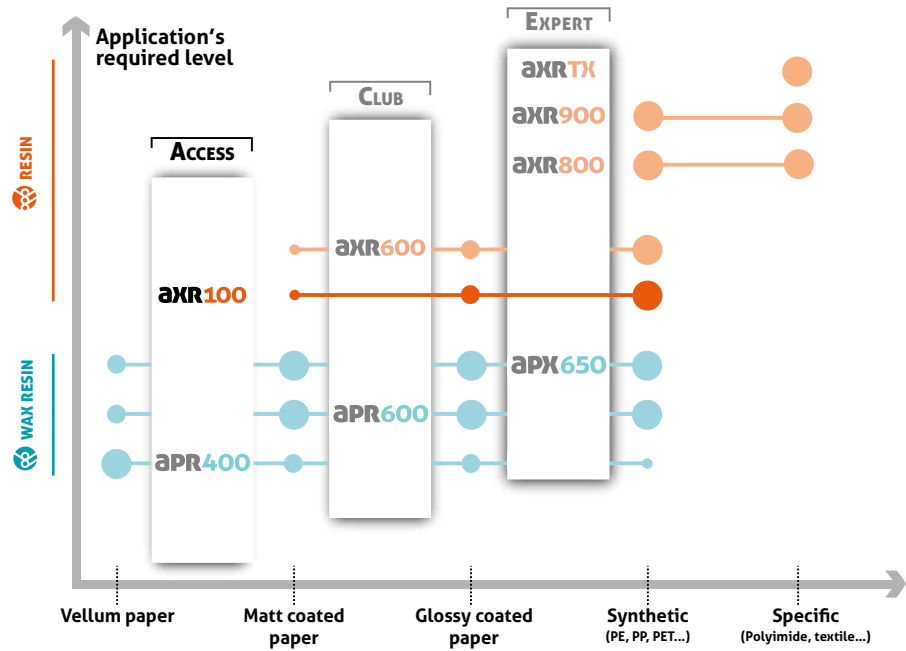 Application's
required level
EXPERT
CLUB
ACCESS
RESIN
WAX RESIN
aXRTX
aXR900
aXR800
aXR600
aXR100
aPX650
aPR600
aPR400
Vellum paper
Matt coated
paper
Glossy coated
paper
Synthetic
(PE, PP, PET...)
Specific
(Polyimide, textile...)